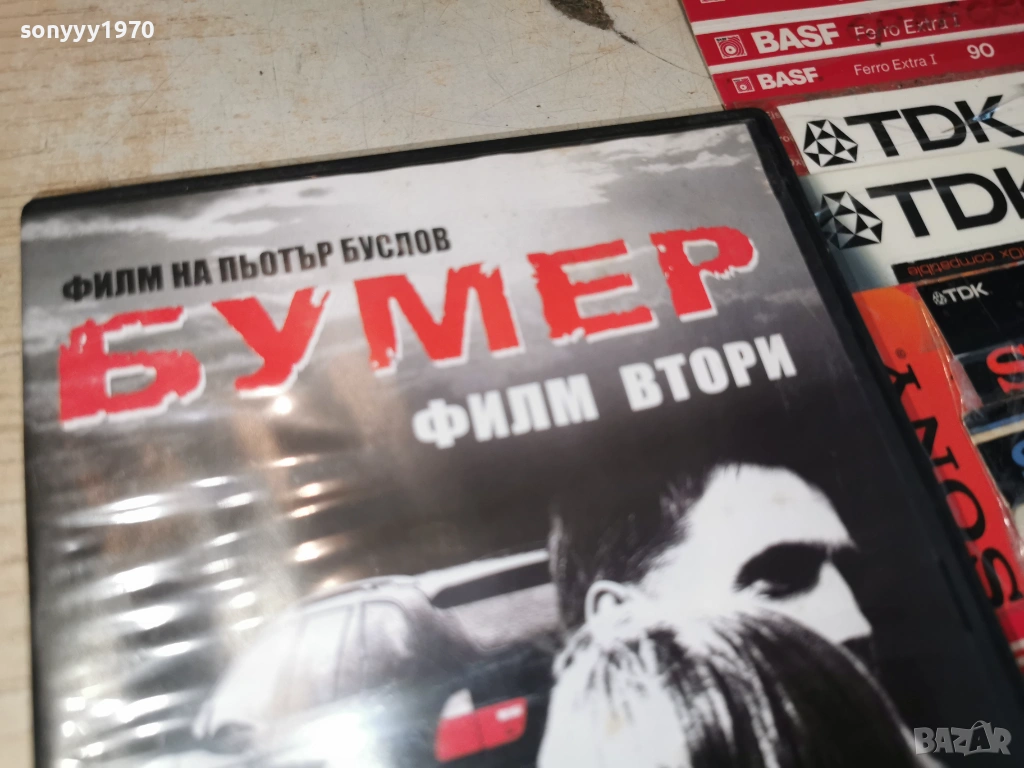 sonyyy1970
BASF Ferro Extra I
BASF Ferro Extra I 90
TDK
TDK
TDK
SONY
ФИЛМ НА ПЬОТЪР БУСЛОВ
БУМЕР
ФИЛМ ВТОРИ
BAZAR